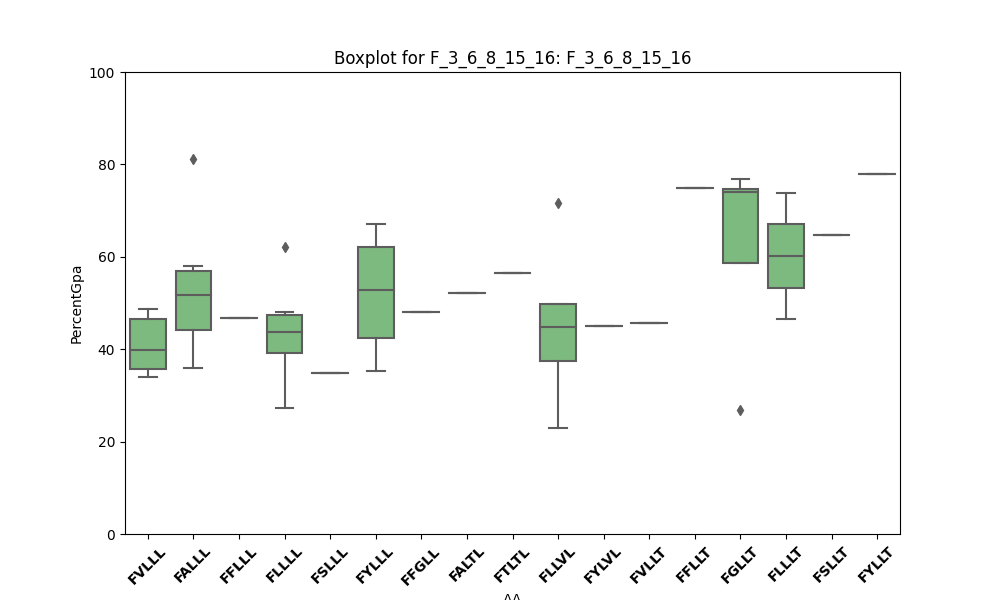 Boxplot for F_3_6_8_15_16: F_3_6_8_15_16
100
80
60
40
20
0
PercentGpa
FVLLL
FALLL
FFLLL
FLLLL
FSLLL
FYLLL
FFGLL
FALTL
FTLTL
FLLVL
FYLVL
FVLLT
FFLLT
FGLLT
FLLLT
FSLLT
FYLLT
AA